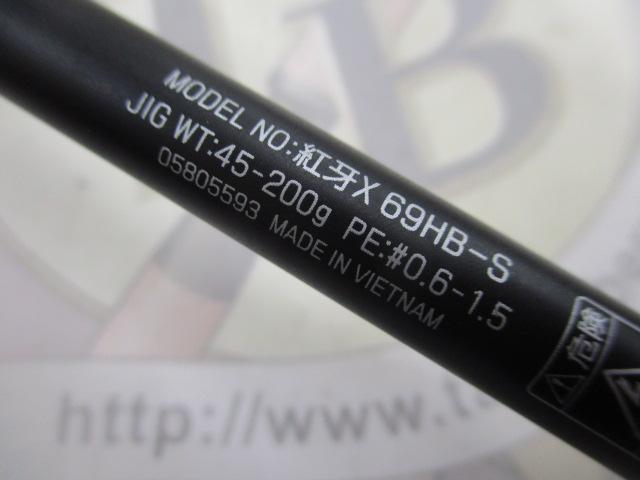 MODEL NO:紅牙X 69HB-S
JIG WT:45-200g PE:#0.6-1.5
05805593 MADE IN VIETNAM
危険
http://www.t
B